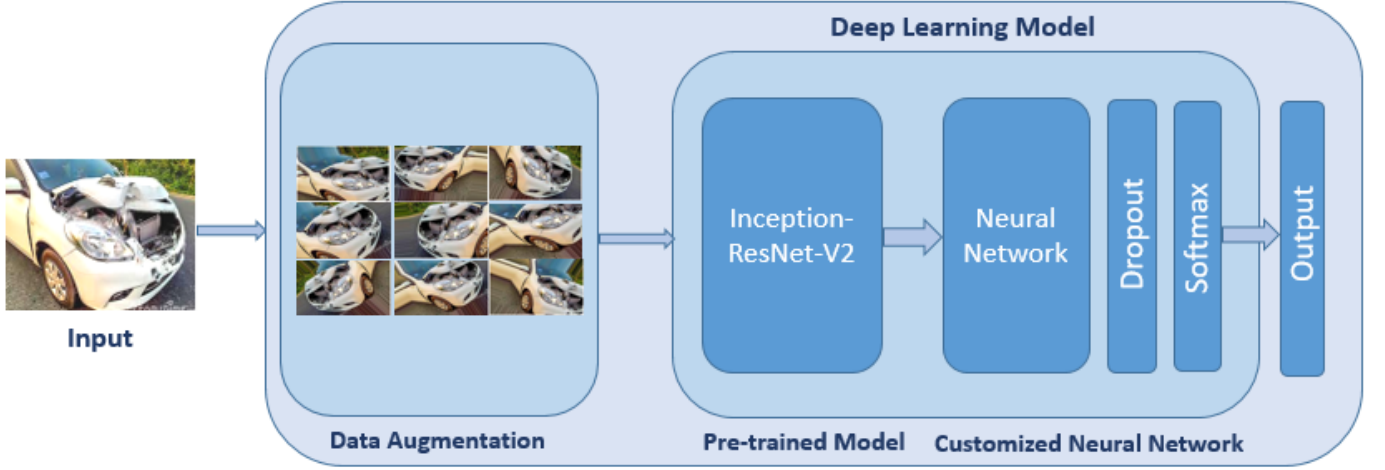 Deep Learning Model
Input
Data Augmentation
Inception-
ResNet-V2
Pre-trained Model
Neural
Network
Dropout
Softmax
Customized Neural Network
Output